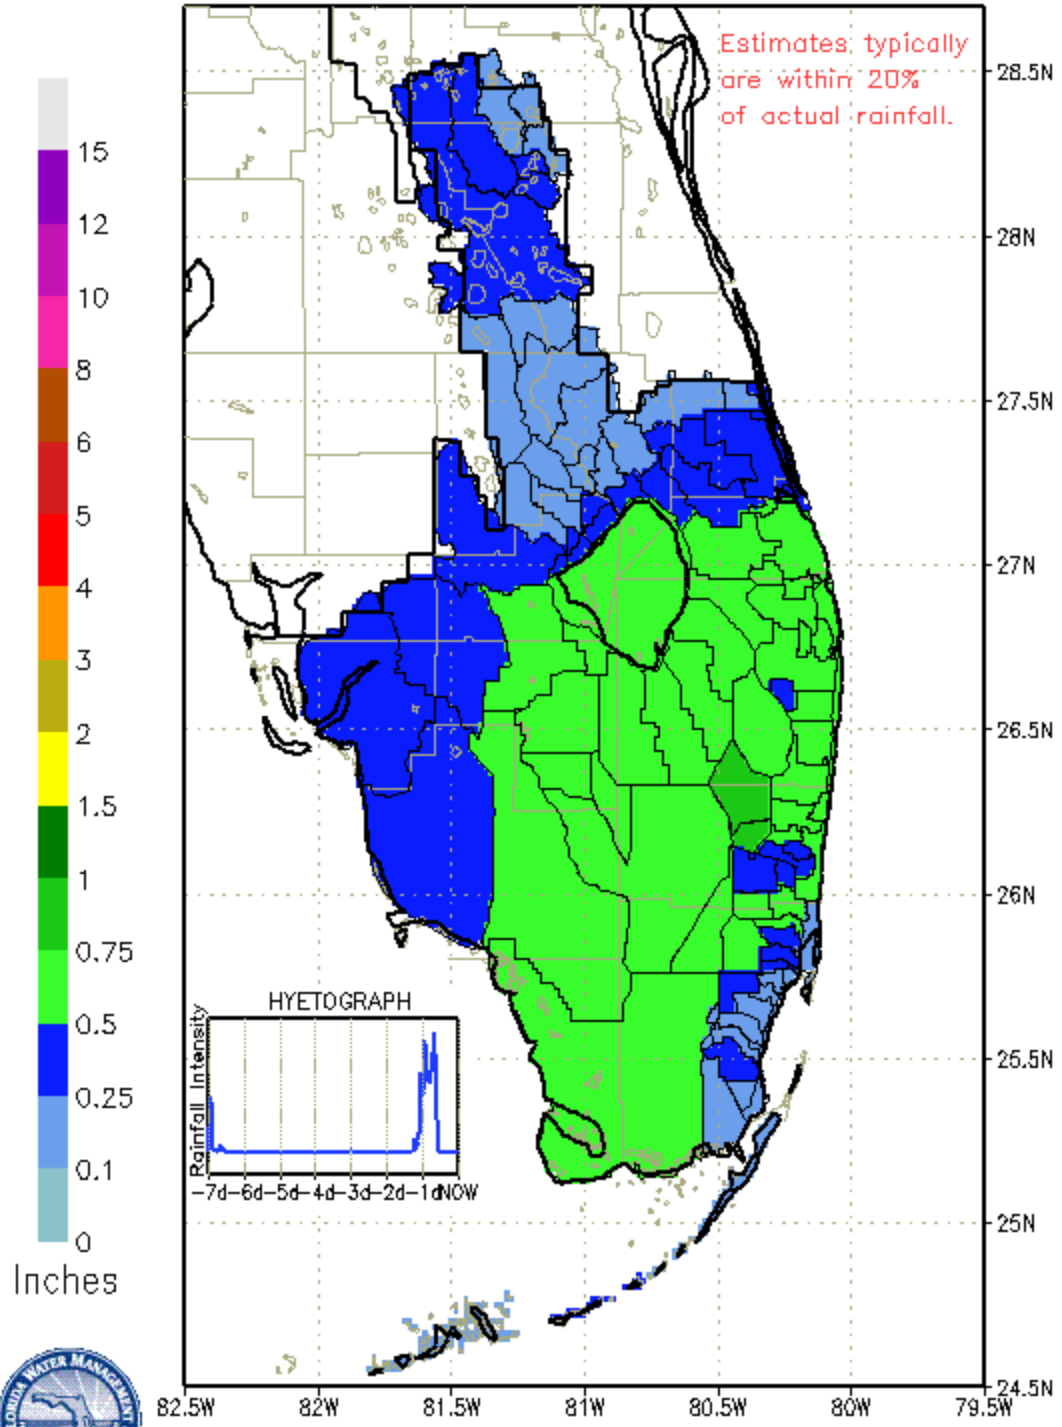 Estimates typically
are within 20%
of actual rainfall.
15
12
10
8
6
5
4
3
2
1.5
1
0.75
0.5
0.25
0.1
0
Inches
28.5N
28N
27.5N
27N
26.5N
26N
25.5N
25N
24.5N
HYETOGRAPH
Rainfall Intensity
-7d-6d-5d-4d-3d-2d-1dNOW
82.5W 82W 81.5W 81W 80.5W 80W 79.5W
WATER MANAGEMENT